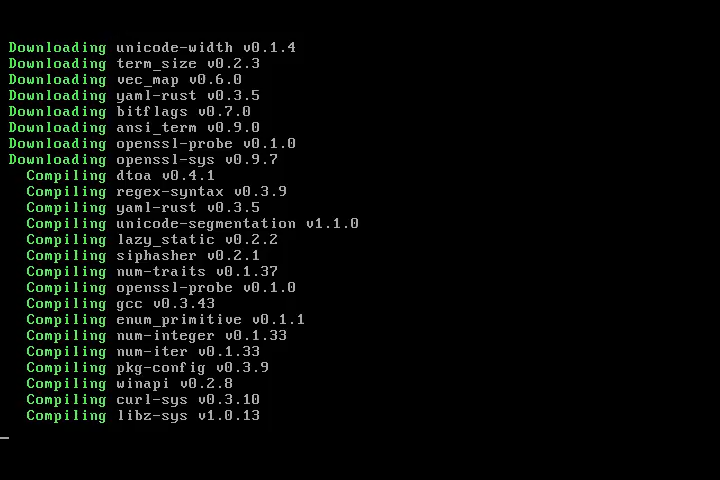 Downloading unicode-width v0.1.4
Downloading term_size v0.2.3
Downloading vec_map v0.6.0
Downloading yaml-rust v0.3.5
Downloading bitflags v0.7.0
Downloading ansi_term v0.9.0
Downloading openssl-probe v0.1.0
Downloading openssl-sys v0.9.7
Compiling dtoa v0.4.1
Compiling regex-syntax v0.3.9
Compiling yaml-rust v0.3.5
Compiling unicode-segmentation v1.1.0
Compiling lazy_static v0.2.2
Compiling siphasher v0.2.1
Compiling num-traits v0.1.37
Compiling openssl-probe v0.1.0
Compiling gcc v0.3.43
Compiling enum_primitive v0.1.1
Compiling num-integer v0.1.33
Compiling num-iter v0.1.33
Compiling pkg-config v0.3.9
Compiling winapi v0.2.8
Compiling curl-sys v0.3.10
Compiling libz-sys v1.0.13